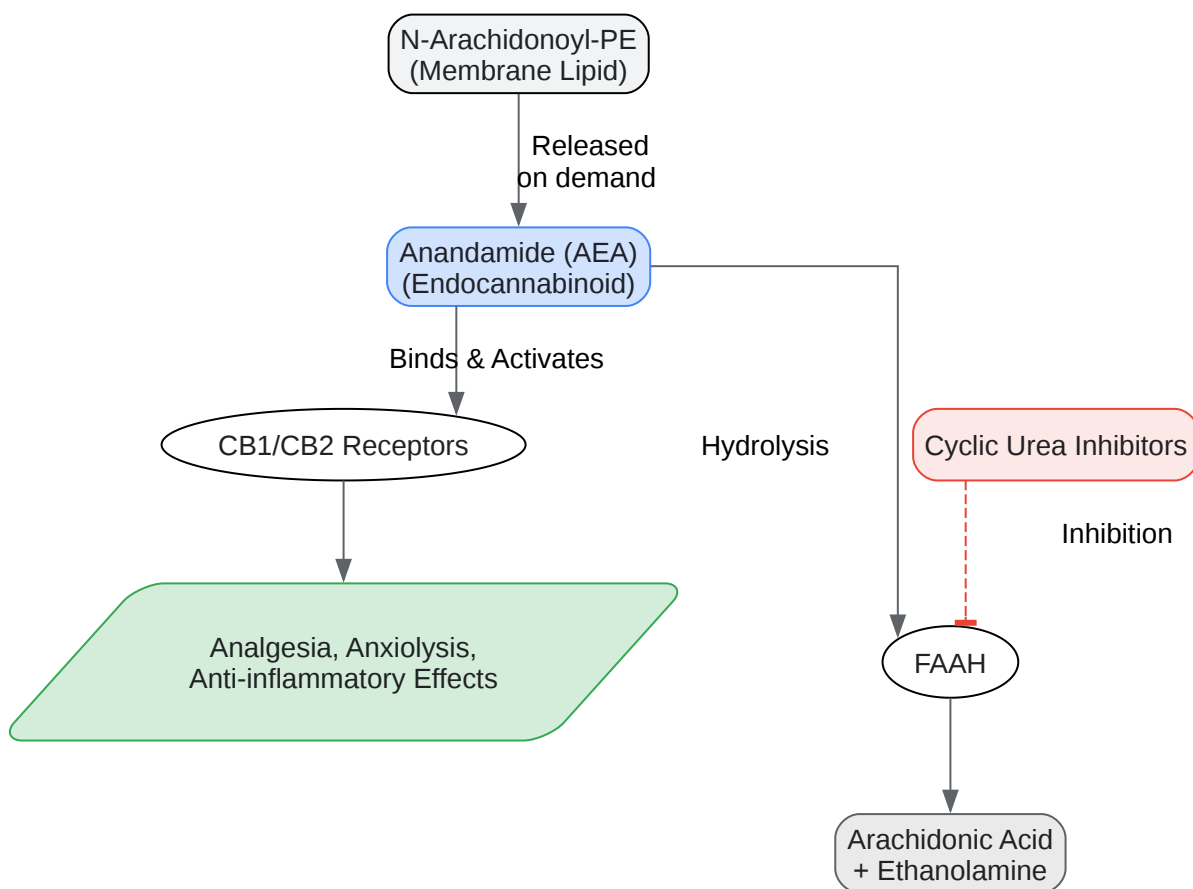 N-Arachidonoyl-PE
(Membrane Lipid)
Released
on demand
Anandamide (AEA)
(Endocannabinoid)
Binds & Activates
CB1/CB2 Receptors
Hydrolysis
Cyclic Urea Inhibitors
Inhibition
Analgesia, Anxiolysis,
Anti-inflammatory Effects
FAAH
Arachidonic Acid
+ Ethanolamine